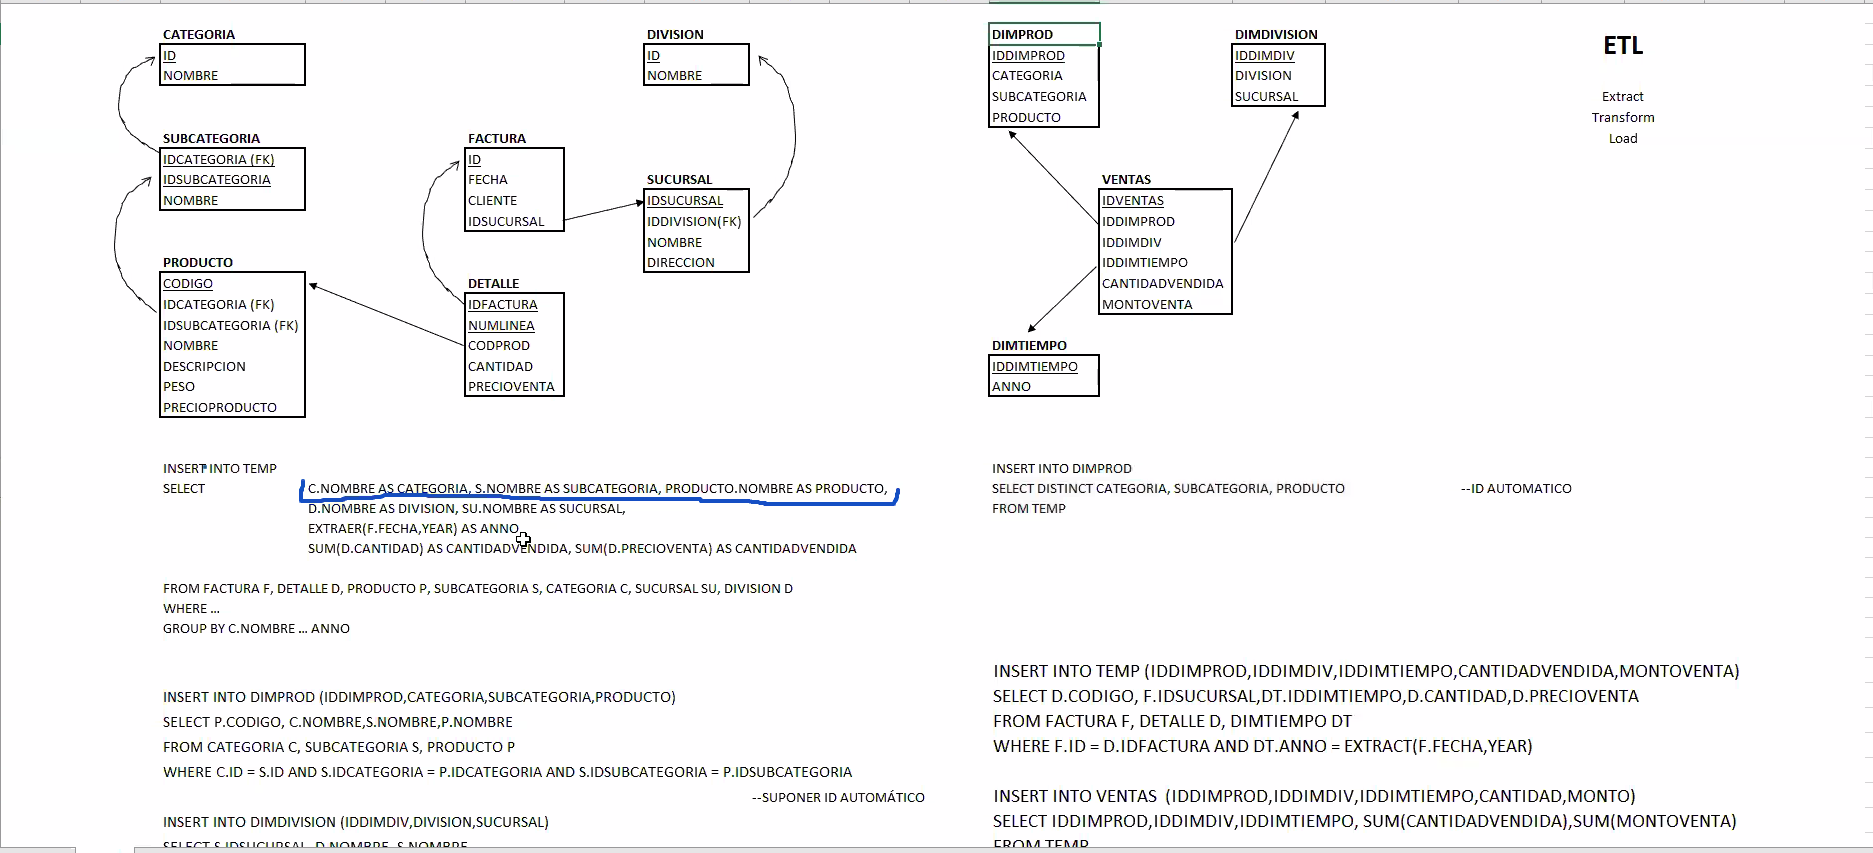 CATEGORIA
ID
NOMBRE
SUBCATEGORIA
IDCATEGORIA (FK)
IDSUBCATEGORIA
NOMBRE
PRODUCTO
CODIGO
IDCATEGORIA (FK)
IDSUBCATEGORIA (FK)
NOMBRE
DESCRIPCION
PESO
PRECIOPRODUCTO
FACTURA
ID
FECHA
CLIENTE
IDSUCURSAL
DETALLE
IDFACTURA
NUMLINEA
CODPROD
CANTIDAD
PRECIOVENTA
DIVISION
ID
NOMBRE
SUCURSAL
IDSUCURSAL
IDDIVISION(FK)
NOMBRE
DIRECCION
DIMPROD
IDDIMPROD
CATEGORIA
SUBCATEGORIA
PRODUCTO
DIMDIVISION
IDDIMDIV
DIVISION
SUCURSAL
VENTAS
IDVENTAS
IDDIMPROD
IDDIMDIV
IDDIMTIEMPO
CANTIDADVENDIDA
MONTOVENTA
DIMTIEMPO
IDDIMTIEMPO
ANNO
ETL
Extract
Transform
Load
INSERT INTO TEMP
SELECT C.NOMBRE AS CATEGORIA, S.NOMBRE AS SUBCATEGORIA, PRODUCTO.NOMBRE AS PRODUCTO,
D.NOMBRE AS DIVISION, SU.NOMBRE AS SUCURSAL,
EXTRAER(F.FECHA,YEAR) AS ANNO
SUM(D.CANTIDAD) AS CANTIDADVENDIDA, SUM(D.PRECIOVENTA) AS CANTIDADVENDIDA
FROM FACTURA F, DETALLE D, PRODUCTO P, SUBCATEGORIA S, CATEGORIA C, SUCURSAL SU, DIVISION D
WHERE ...
GROUP BY C.NOMBRE ... ANNO
INSERT INTO DIMPROD (IDDIMPROD,CATEGORIA,SUBCATEGORIA,PRODUCTO)
SELECT P.CODIGO, C.NOMBRE,S.NOMBRE,P.NOMBRE
FROM CATEGORIA C, SUBCATEGORIA S, PRODUCTO P
WHERE C.ID = S.ID AND S.IDCATEGORIA = P.IDCATEGORIA AND S.IDSUBCATEGORIA = P.IDSUBCATEGORIA
--SUPONER ID AUTOMÁTICO
INSERT INTO DIMDIVISION (IDDIMDIV,DIVISION,SUCURSAL)
SELECT S.IDSUCURSAL, D.NOMBRE, S.NOMBRE
INSERT INTO DIMPROD
SELECT DISTINCT CATEGORIA, SUBCATEGORIA, PRODUCTO --ID AUTOMATICO
FROM TEMP
INSERT INTO TEMP (IDDIMPROD,IDDIMDIV,IDDIMTIEMPO,CANTIDADVENDIDA,MONTOVENTA)
SELECT D.CODIGO, F.IDSUCURSAL,DT.IDDIMTIEMPO,D.CANTIDAD,D.PRECIOVENTA
FROM FACTURA F, DETALLE D, DIMTIEMPO DT
WHERE F.ID = D.IDFACTURA AND DT.ANNO = EXTRACT(F.FECHA,YEAR)
INSERT INTO VENTAS (IDDIMPROD,IDDIMDIV,IDDIMTIEMPO,CANTIDAD,MONTO)
SELECT IDDIMPROD,IDDIMDIV,IDDIMTIEMPO, SUM(CANTIDADVENDIDA),SUM(MONTOVENTA)
FROM TEMP